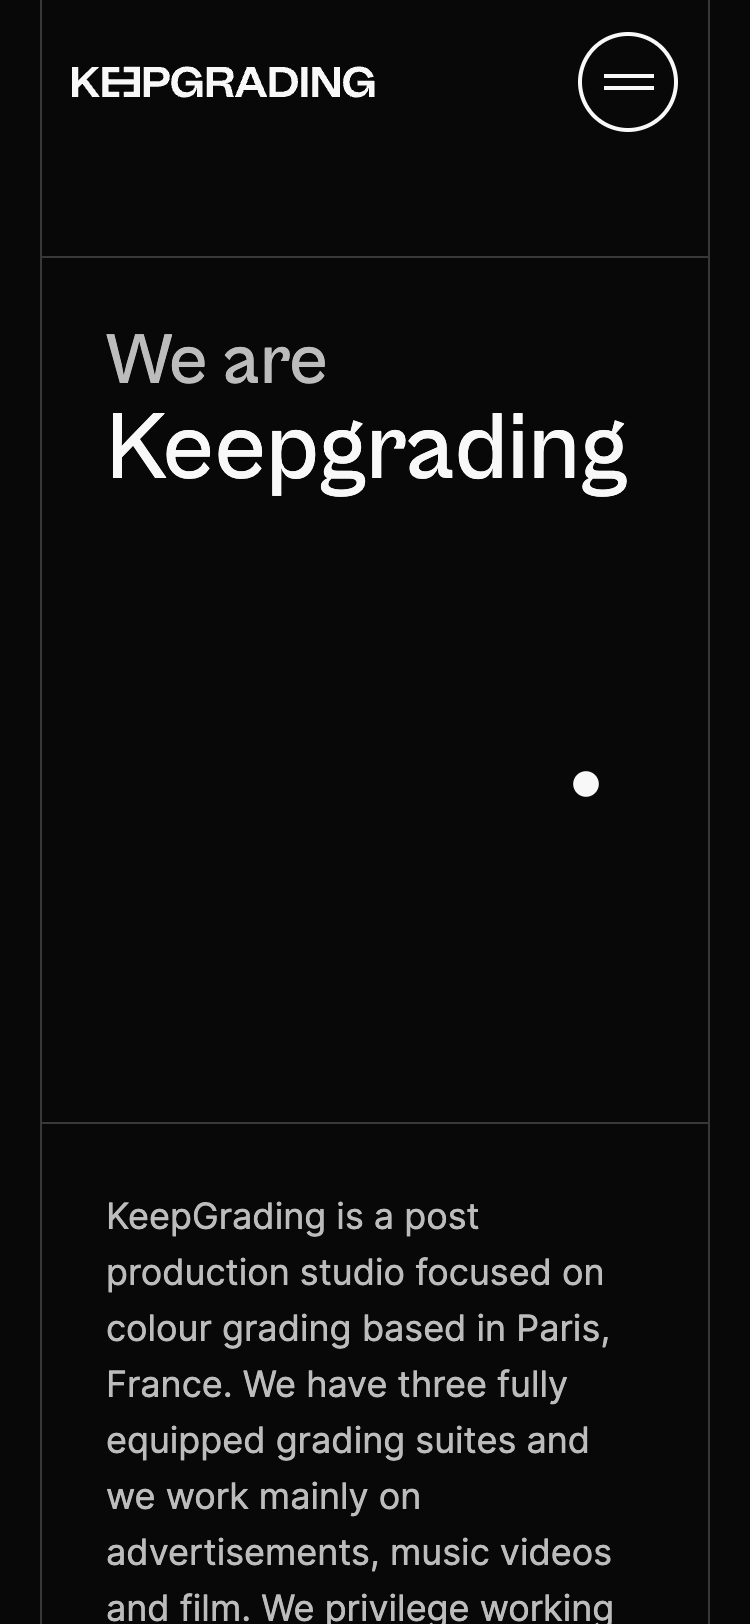 KEEPGRADING
We are
Keepgrading
KeepGrading is a post
production studio focused on
colour grading based in Paris,
France. We have three fully
equipped grading suites and
we work mainly on
advertisements, music videos
and film. We privilege working